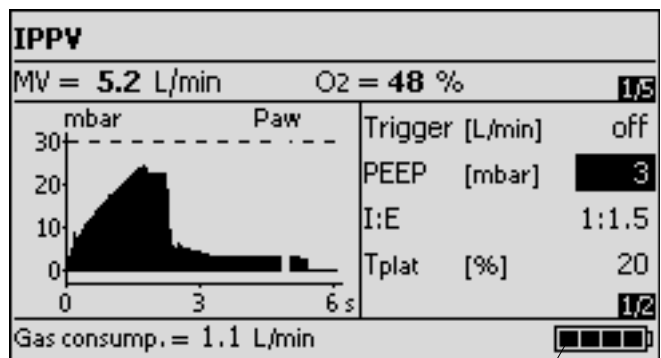 IPPV
MV = 5.2 L/min O2 = 48 %
1/5
mbar Paw
30
20
10
0
0 3 6 s
Trigger [L/min] off
PEEP [mbar] 3
I:E 1:1.5
Tplat [%] 20
1/2
Gas consump. = 1.1 L/min